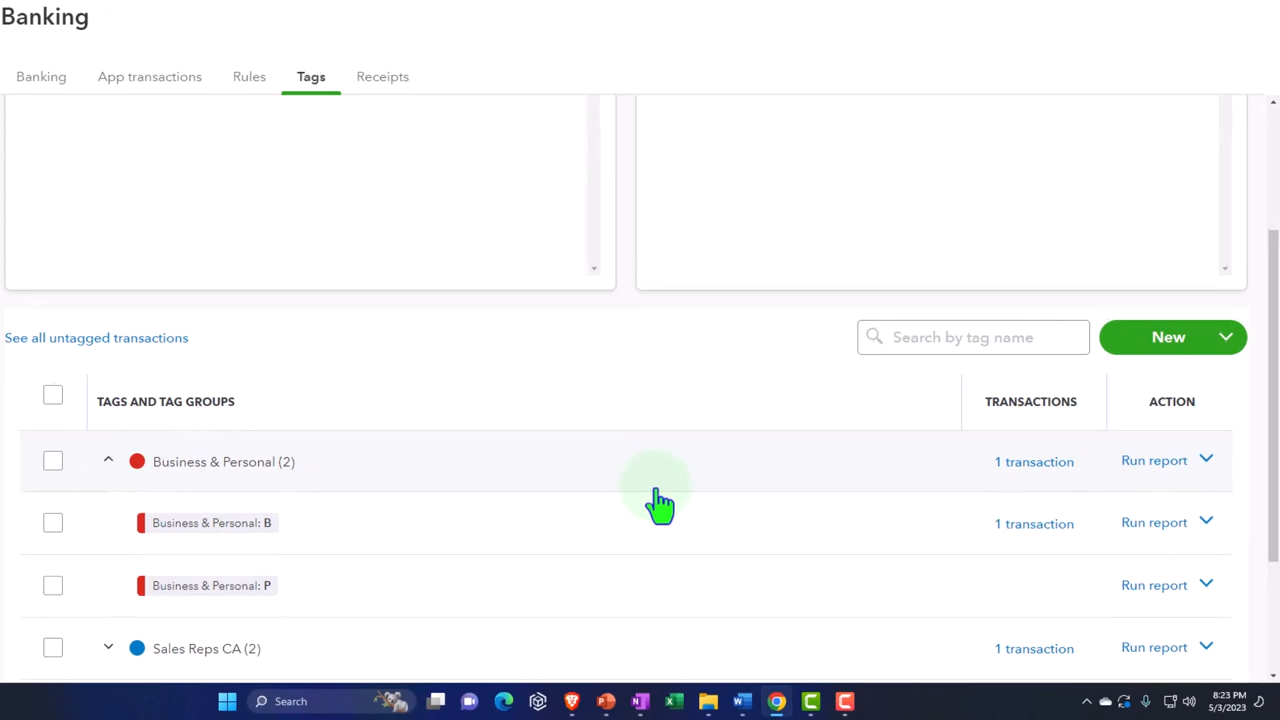 Banking
Banking App transactions Rules Tags Receipts
See all untagged transactions Search by tag name New
TAGS AND TAG GROUPS TRANSACTIONS ACTION
Business & Personal (2) 1 transaction Run report
Business & Personal: B 1 transaction Run report
Business & Personal: P Run report
Sales Reps CA (2) 1 transaction Run report
Search 8:23 PM
5/3/2023